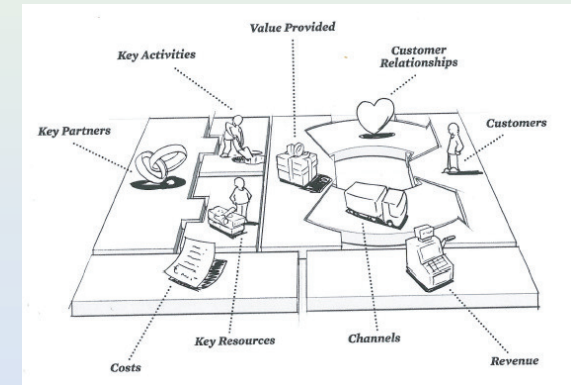 Value Provided
Key Activities
Customer
Relationships
Key Partners
Customers
Key Resources
Channels
Costs
Revenue